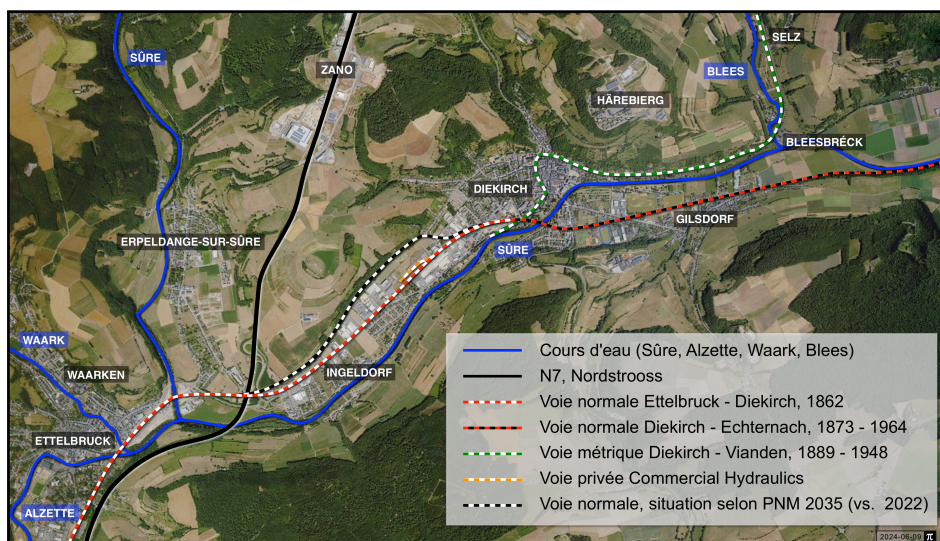 SELZ
SÛRE
BLEES
ZANO
HÄREBIERG
BLEESBRÉCK
DIEKIRCH
GILSDORF
ERPELDANGE-SUR-SÛRE
SÛRE
WAARK
WAARKEN
INGELDORF
ETTELBRUCK
ALZETTE
Cours d'eau (Sûre, Alzette, Waark, Blees)
N7, Nordstrooss
Voie normale Ettelbruck - Diekirch, 1862
Voie normale Diekirch - Echternach, 1873 - 1964
Voie métrique Diekirch - Vianden, 1889 - 1948
Voie privée Commercial Hydraulics
Voie normale, situation selon PNM 2035 (vs. 2022)
2024-06-09 π